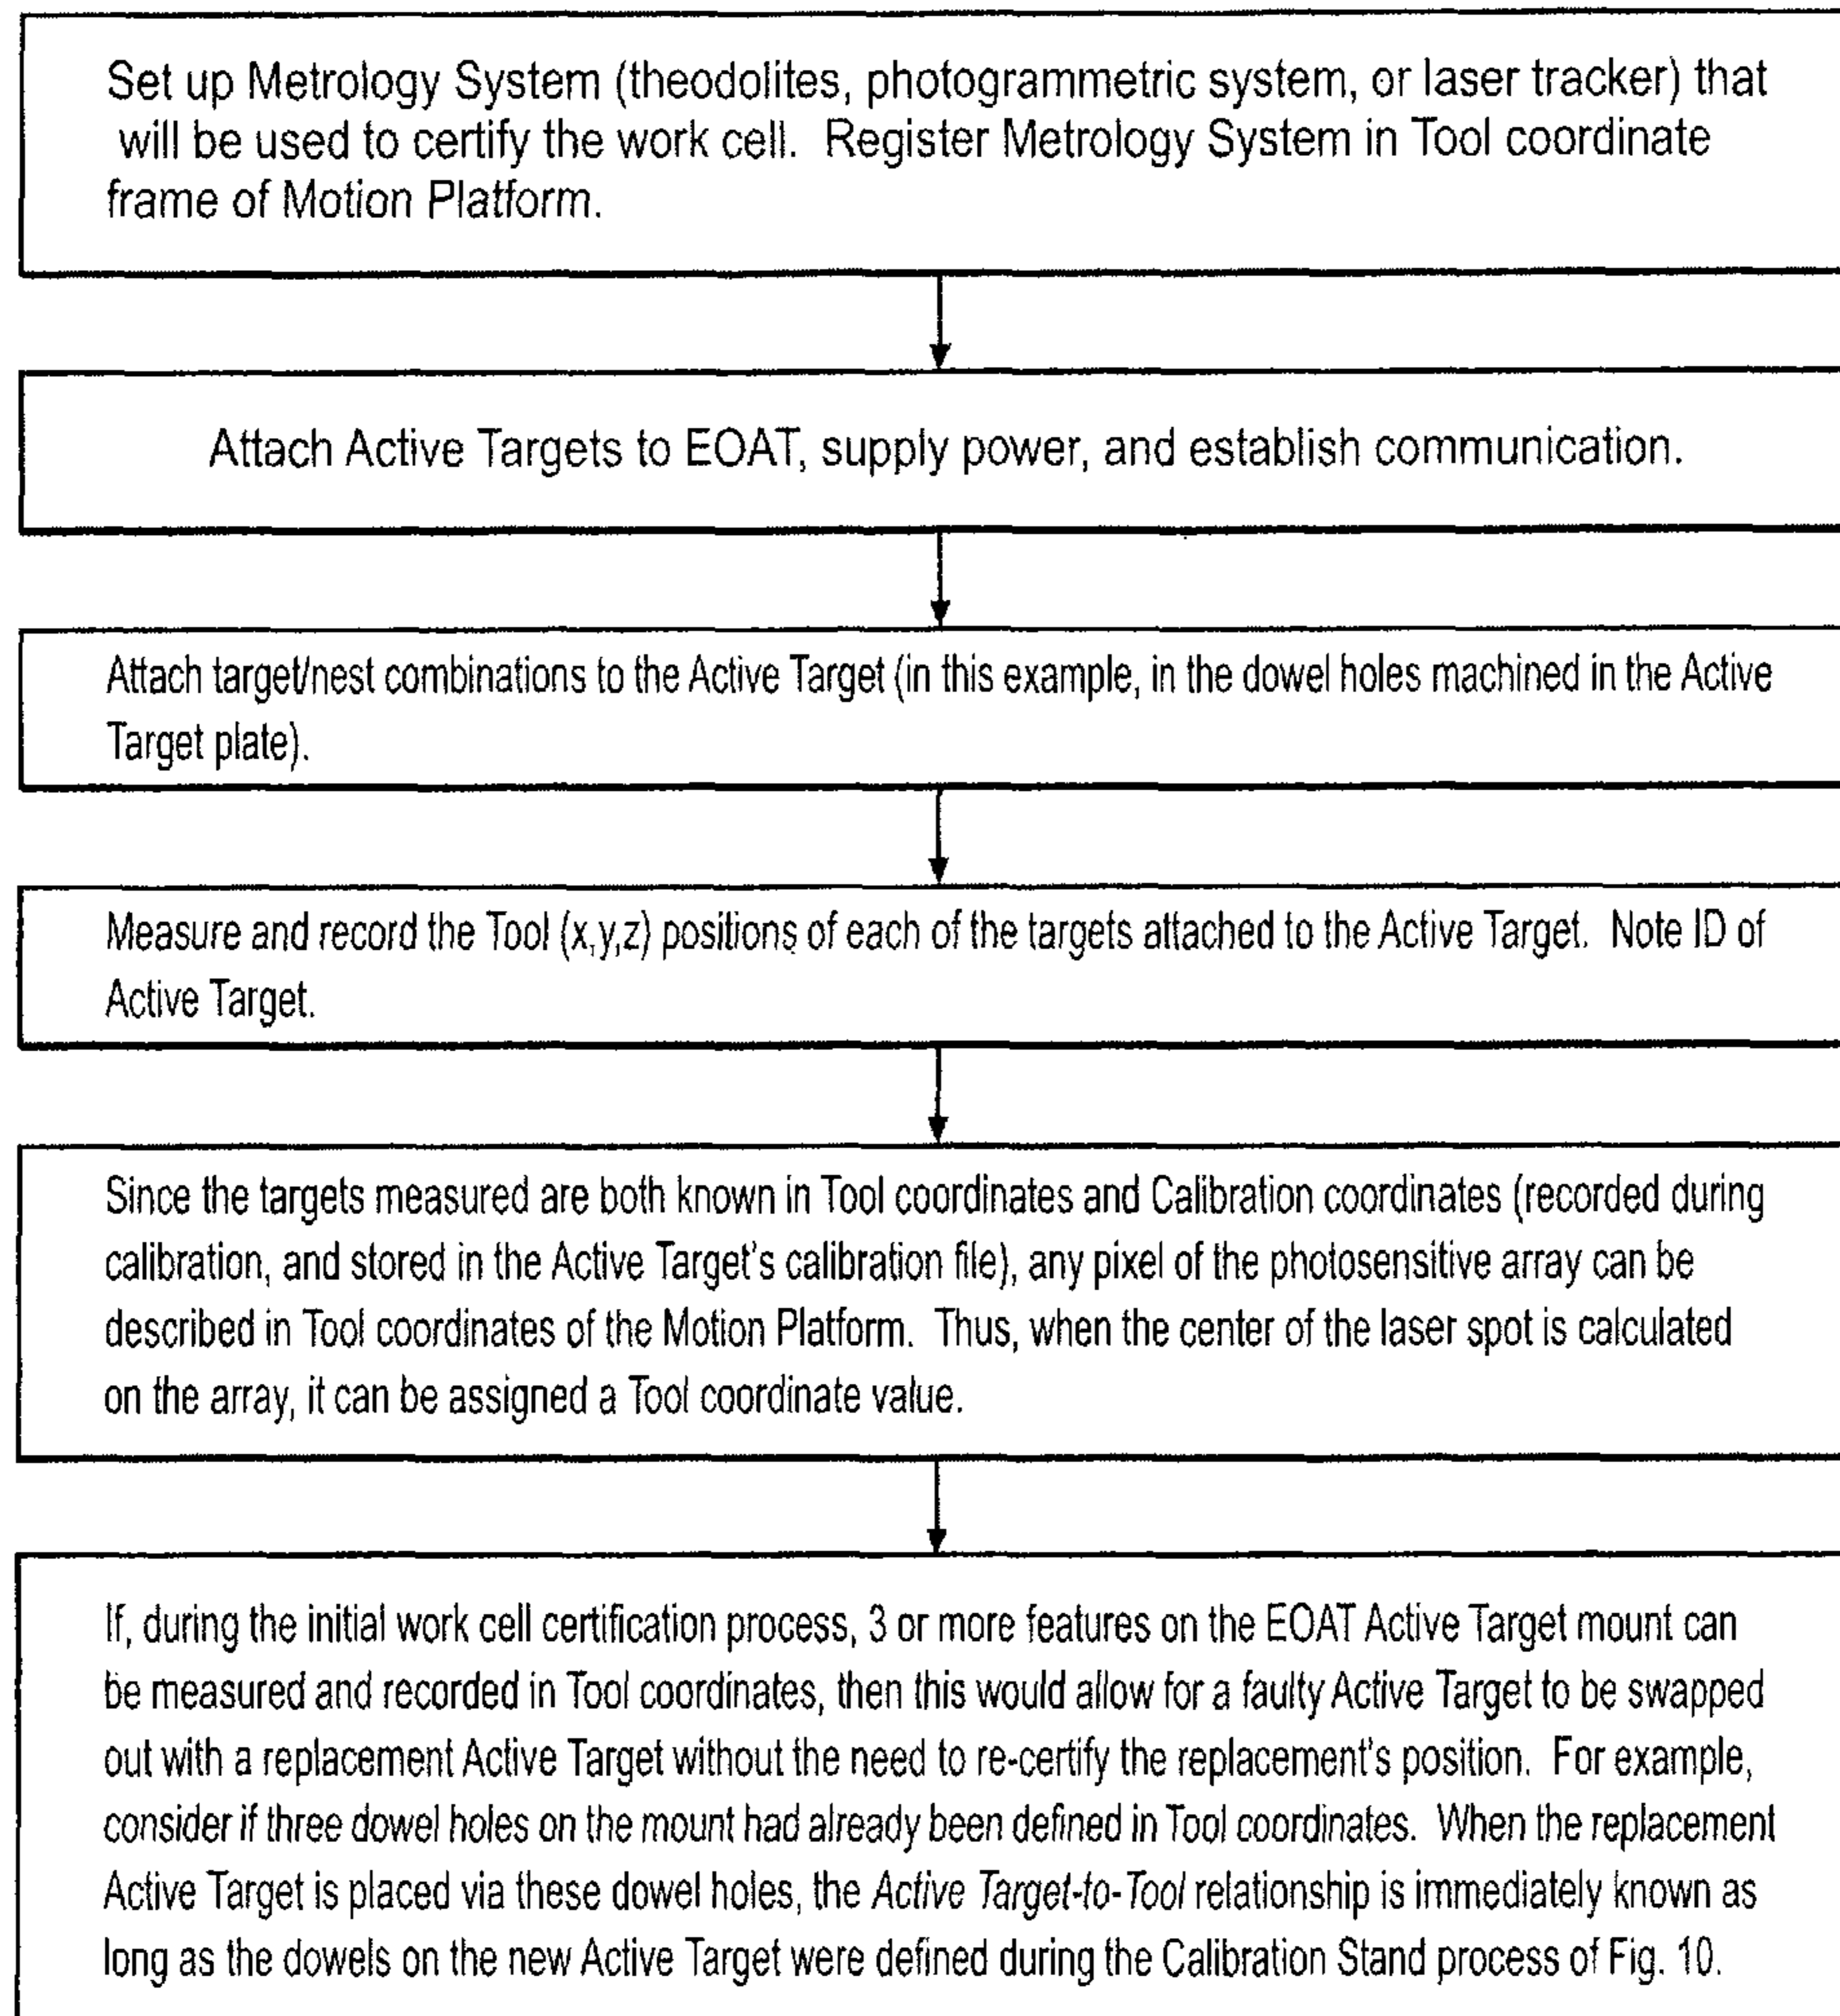 Set up Metrology System (theodolites, photogrammetric system, or laser tracker) that
will be used to certify the work cell. Register Metrology System in Tool coordinate
frame of Motion Platform.
Attach Active Targets to EOAT, supply power, and establish communication.
Attach target/nest combinations to the Active Target (in this example, in the dowel holes machined in the Active
Target plate).
Measure and record the Tool (x,y,z) positions of each of the targets attached to the Active Target. Note ID of
Active Target.
Since the targets measured are both known in Tool coordinates and Calibration coordinates (recorded during
calibration, and stored in the Active Target's calibration file), any pixel of the photosensitive array can be
described in Tool coordinates of the Motion Platform. Thus, when the center of the laser spot is calculated
on the array, it can be assigned a Tool coordinate value.
If, during the initial work cell certification process, 3 or more features on the EOAT Active Target mount can
be measured and recorded in Tool coordinates, then this would allow for a faulty Active Target to be swapped
out with a replacement Active Target without the need to re-certify the replacement's position. For example,
consider if three dowel holes on the mount had already been defined in Tool coordinates. When the replacement
Active Target is placed via these dowel holes, the Active Target-to-Tool relationship is immediately known as
long as the dowels on the new Active Target were defined during the Calibration Stand process of Fig. 10.